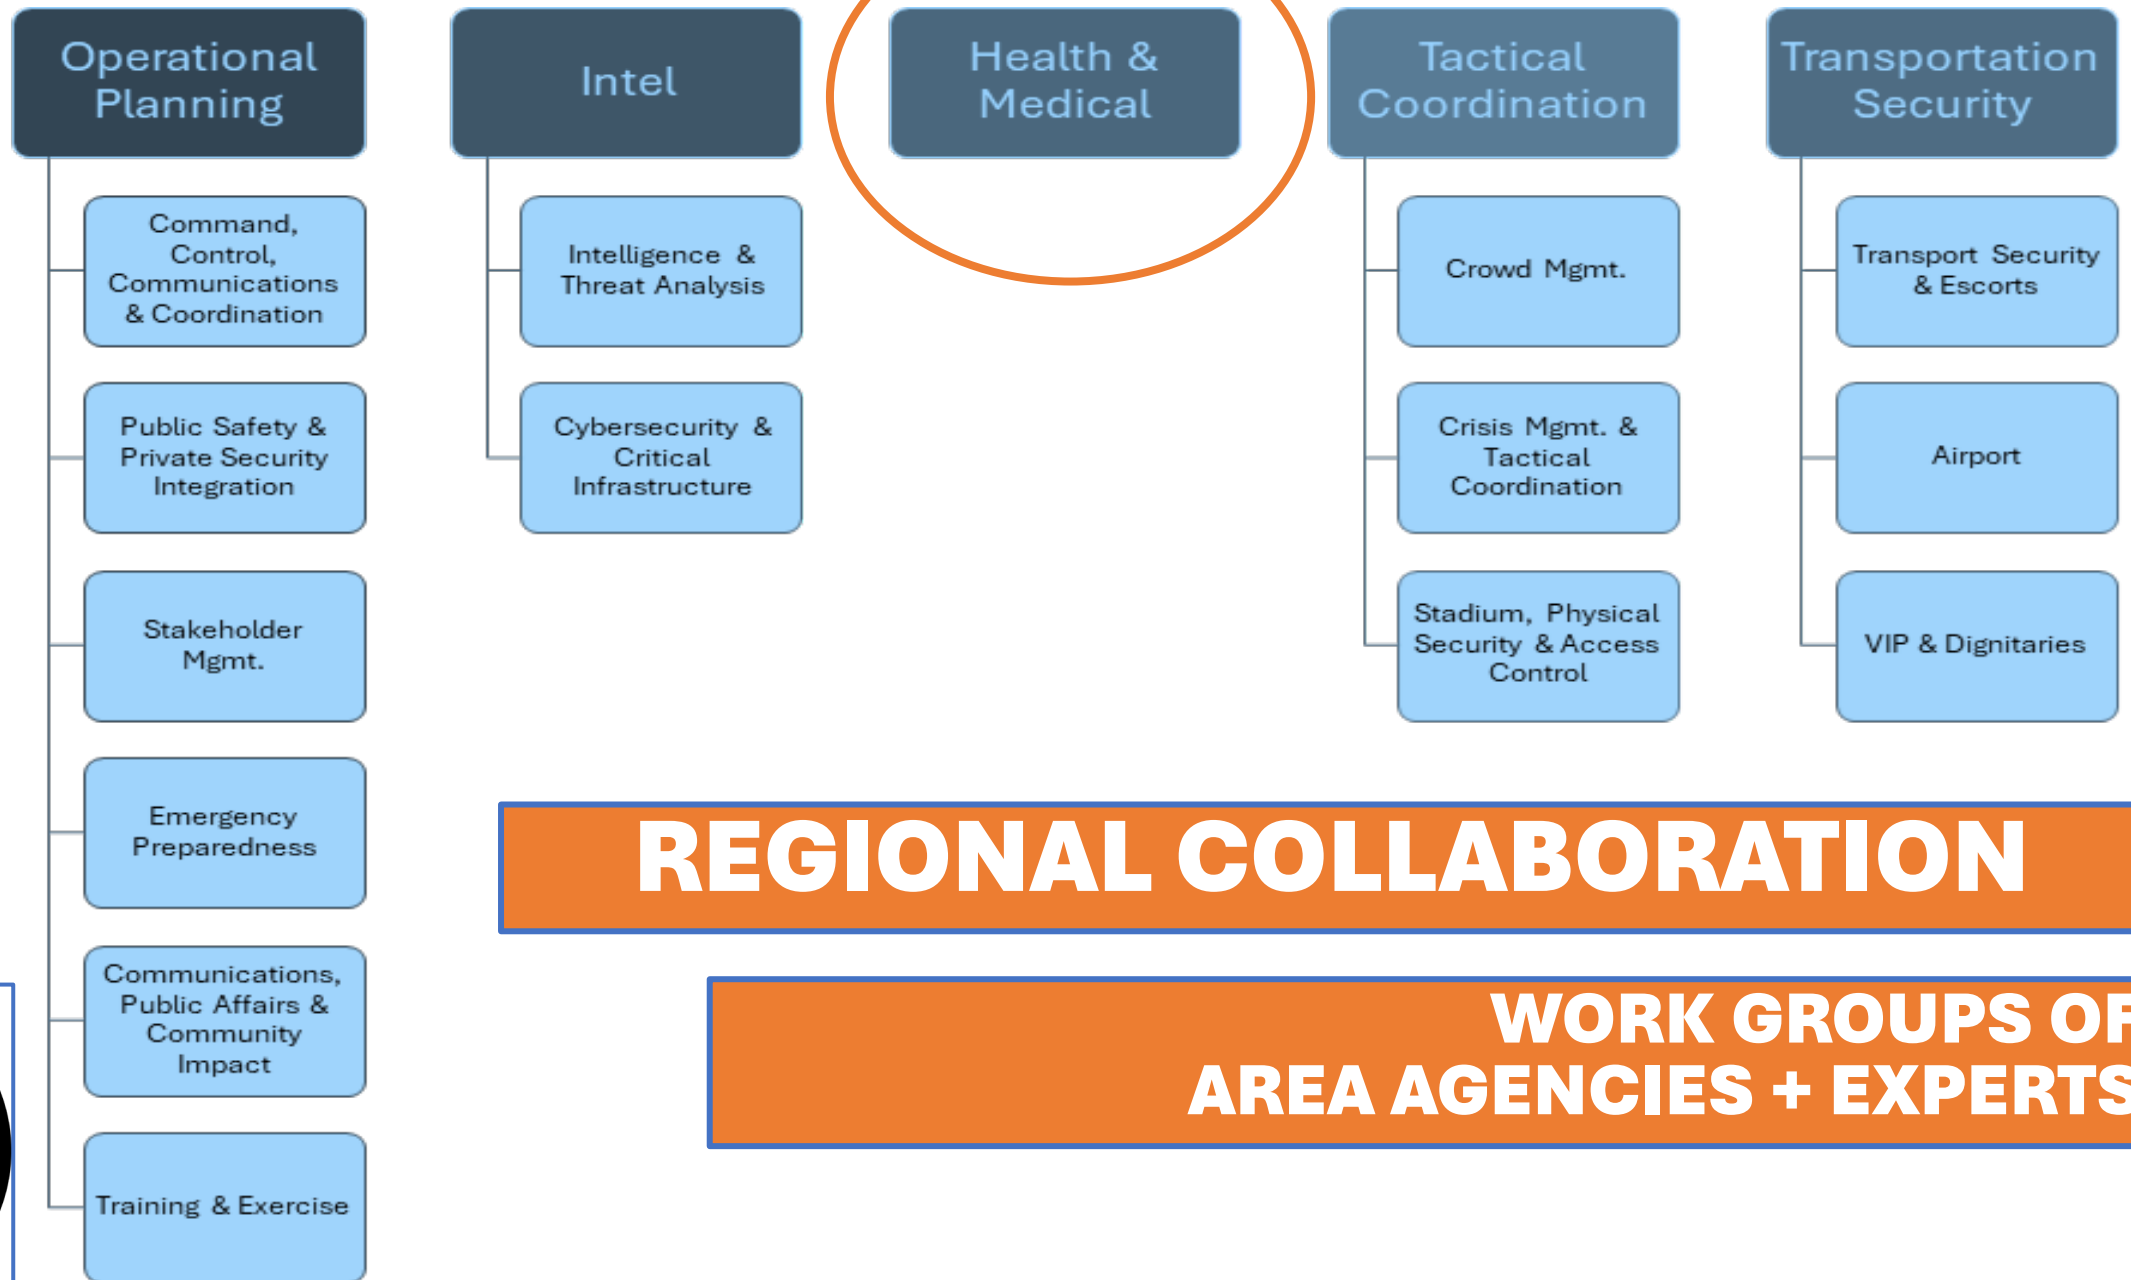 Operational
Planning
Command,
Control,
Communications
& Coordination
Public Safety &
Private Security
Integration
Stakeholder
Mgmt.
Emergency
Preparedness
Communications,
Public Affairs &
Community
Impact
Training & Exercise
Intel
Intelligence &
Threat Analysis
Cybersecurity &
Critical
Infrastructure
Health &
Medical
Tactical
Coordination
Crowd Mgmt.
Crisis Mgmt. &
Tactical
Coordination
Stadium, Physical
Security & Access
Control
Transportation
Security
Transport Security
& Escorts
Airport
VIP & Dignitaries
REGIONAL COLLABORATION
WORK GROUPS OF
AREA AGENCIES + EXPERTS